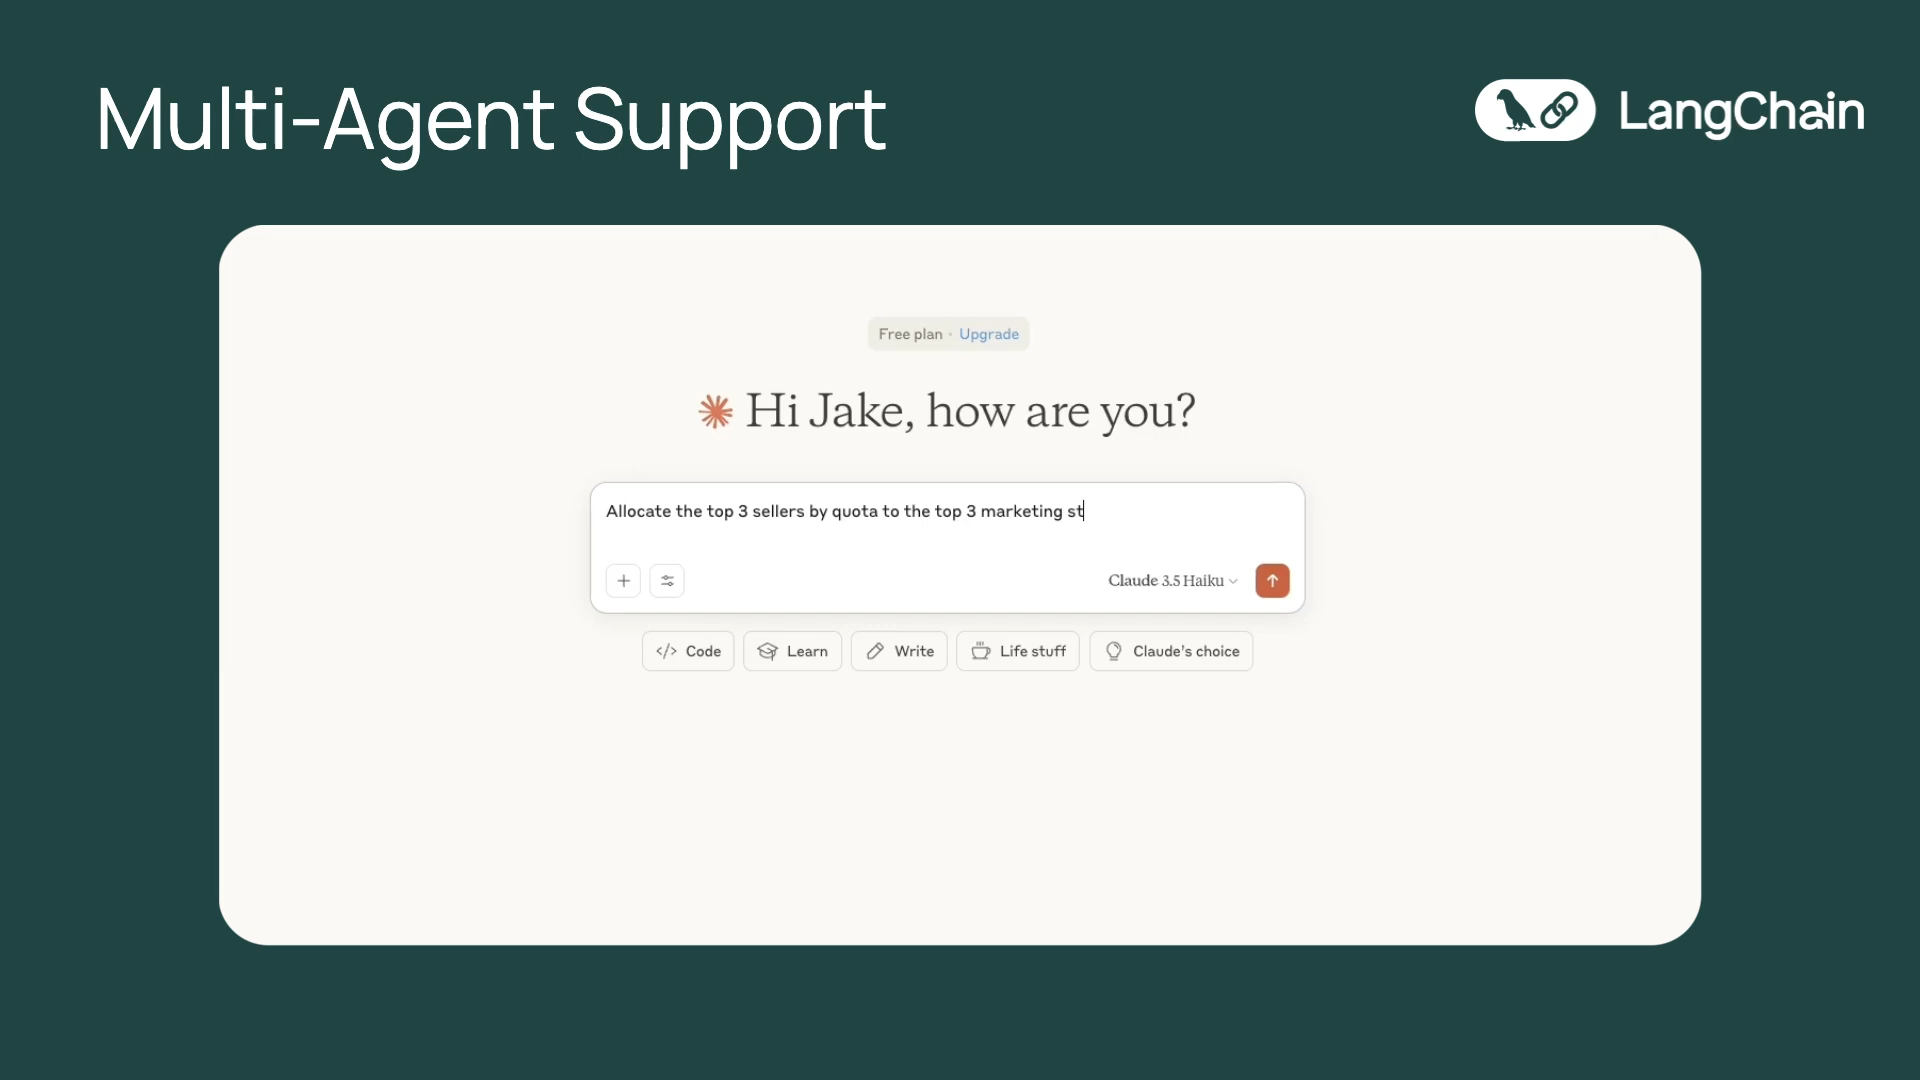 Multi-Agent Support
LangChain
Free plan · Upgrade
Hi Jake, how are you?
Allocate the top 3 sellers by quota to the top 3 marketing st
Claude 3.5 Haiku
</> Code
Learn
Write
Life stuff
Claude's choice